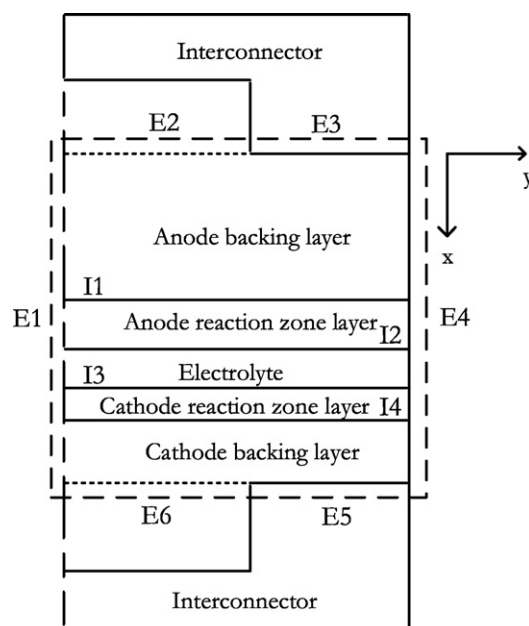 Interconnector
E2
E3
y
x
Anode backing layer
I1
E1
Anode reaction zone layer
I2
E4
I3
Electrolyte
Cathode reaction zone layer
I4
Cathode backing layer
E6
E5
Interconnector